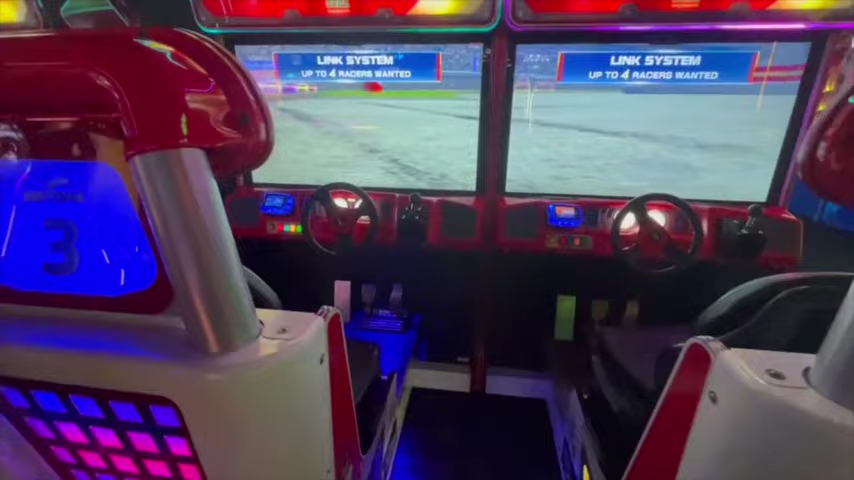 LINK SYSTEM
UP TO 4 RACERS WANTED
LINK SYSTEM
UP TO 4 RACERS WANTED
3